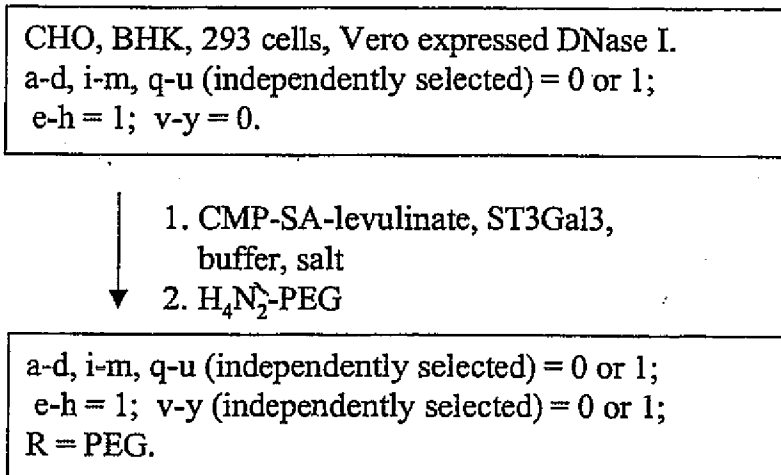 CHO, BHK, 293 cells, Vero expressed DNase I.
a-d, i-m, q-u (independently selected) = 0 or 1;
e-h = 1; v-y = 0.
1. CMP-SA-levulinate, ST3Gal3,
buffer, salt
2. H₄N₂-PEG
a-d, i-m, q-u (independently selected) = 0 or 1;
e-h = 1; v-y (independently selected) = 0 or 1;
R = PEG.